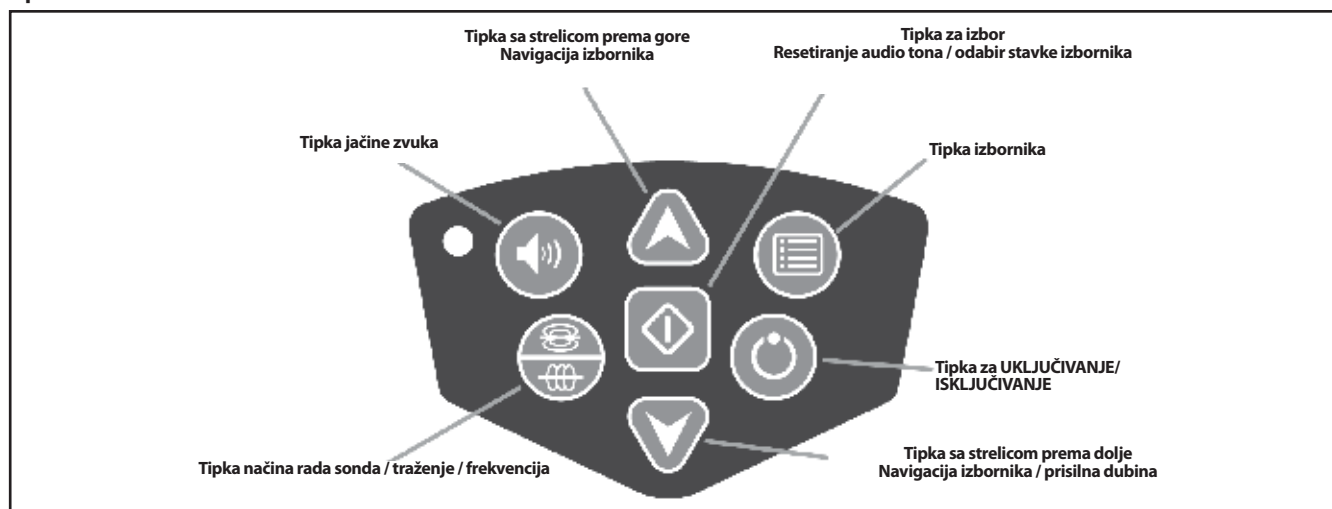 Tipka sa strelicom prema gore
Navigacija izbornika
Tipka za izbor
Resetiranje audio tona / odabir stavke izbornika
Tipka jačine zvuka
Tipka izbornika
Tipka za UKLJUČIVANJE/
ISKLJUČIVANJE
Tipka načina rada sonda / traženje / frekvencija
Tipka sa strelicom prema dolje
Navigacija izbornika / prisilna dubina